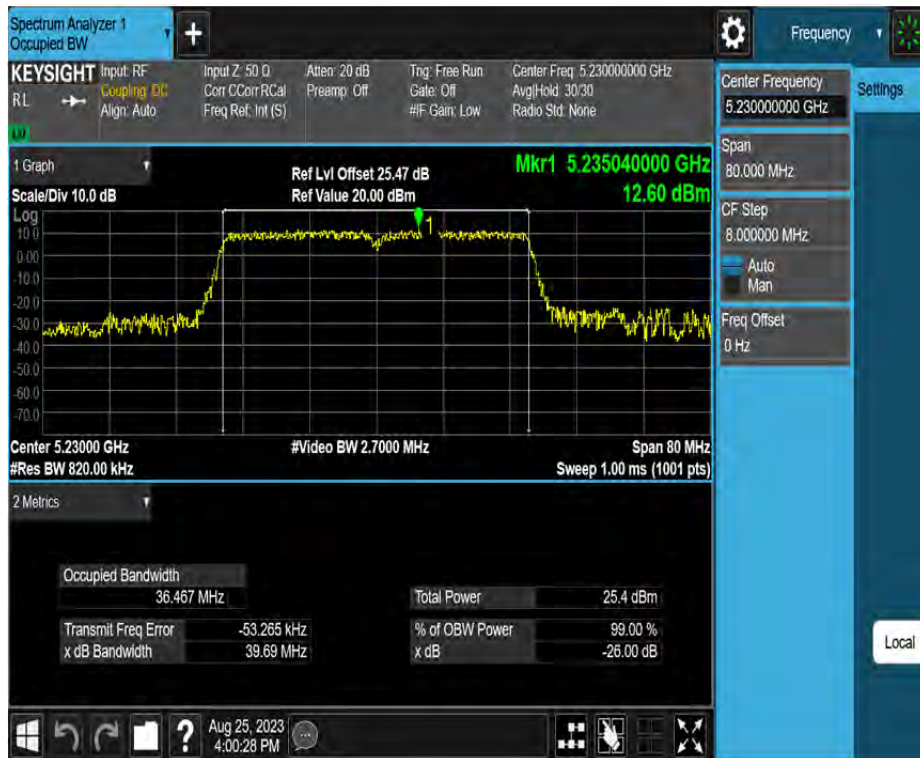 Spectrum Analyzer 1
Occupied BW
+
Frequency
KEYSIGHT
RL
Input: RF
Coupling: DC
Align: Auto
Input Z: 50 Ω
Corr CCorr RCal
Freq Ref: Int (S)
Atten: 20 dB
Preamp: Off
Trig: Free Run
Gate: Off
#IF Gain: Low
Center Freq: 5.230000000 GHz
Avg|Hold: 30/30
Radio Std: None
Center Frequency
5.230000000 GHz
Settings
Span
80.000 MHz
CF Step
8.000000 MHz
Auto
Man
Freq Offset
0 Hz
1 Graph
Scale/Div 10.0 dB
Ref Lvl Offset 25.47 dB
Ref Value 20.00 dBm
Mkr1 5.235040000 GHz
12.60 dBm
Log
10.0
0.00
-10.0
-20.0
-30.0
-40.0
-50.0
-60.0
-70.0
1
Center 5.23000 GHz
#Video BW 2.7000 MHz
Span 80 MHz
#Res BW 820.00 kHz
Sweep 1.00 ms (1001 pts)
2 Metrics
Occupied Bandwidth
36.467 MHz
Total Power 25.4 dBm
Transmit Freq Error -53.265 kHz
% of OBW Power 99.00 %
x dB Bandwidth 39.69 MHz
x dB -26.00 dB
Local
?
Aug 25, 2023
4:00:28 PM